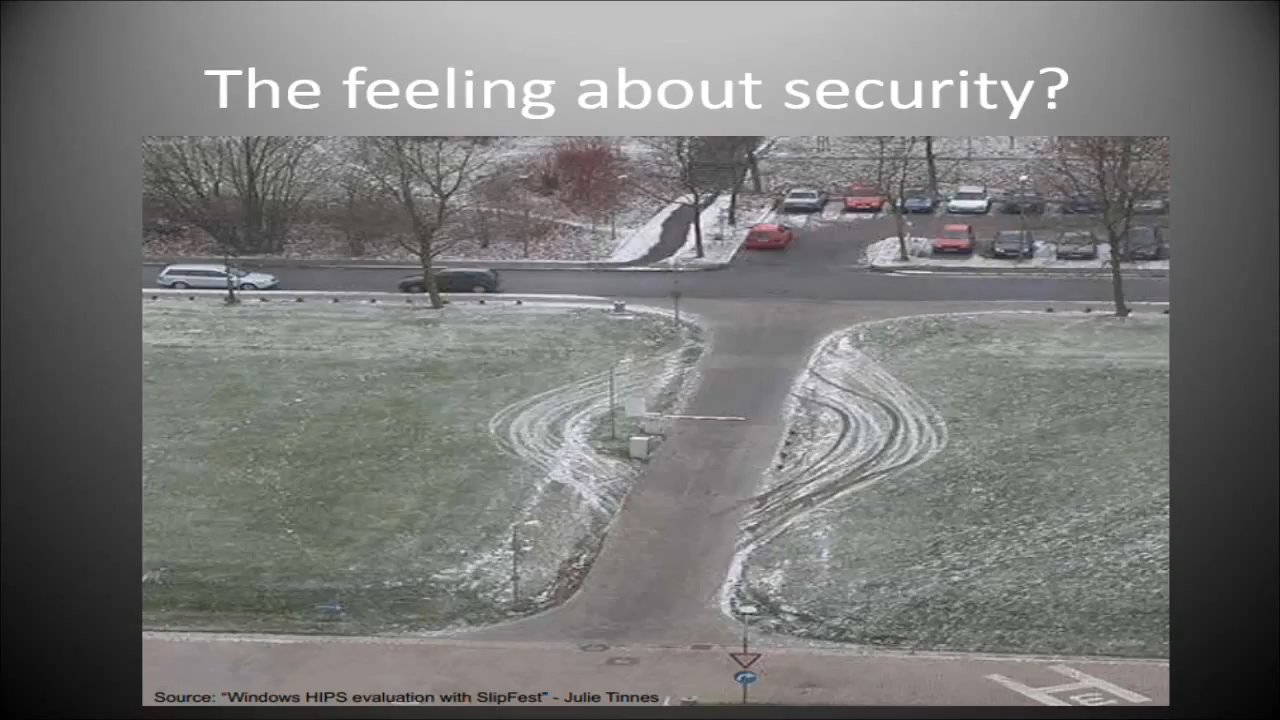 The feeling about security?
Source: "Windows HIPS evaluation with SlipFest" - Julie Tinnes